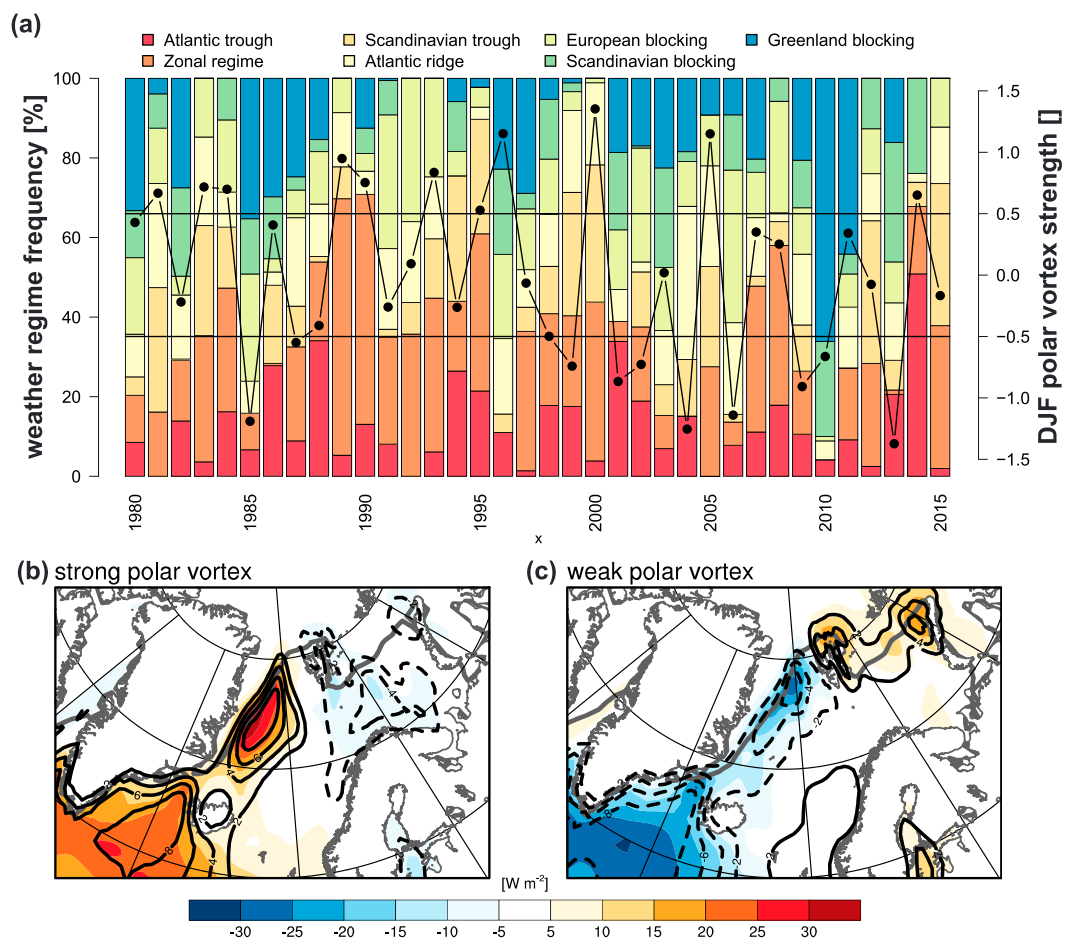 (a)
Atlantic trough Scandinavian trough European blocking Greenland blocking
Zonal regime Atlantic ridge Scandinavian blocking
weather regime frequency [%]
100
80
60
40
20
0
DJF polar vortex strength []
1.5
1.0
0.5
0.0
−0.5
−1.0
−1.5
1980 1985 1990 1995 2000 2005 2010 2015
x
(b) strong polar vortex
(c) weak polar vortex
[W m-2]
-30 -25 -20 -15 -10 -5 5 10 15 20 25 30